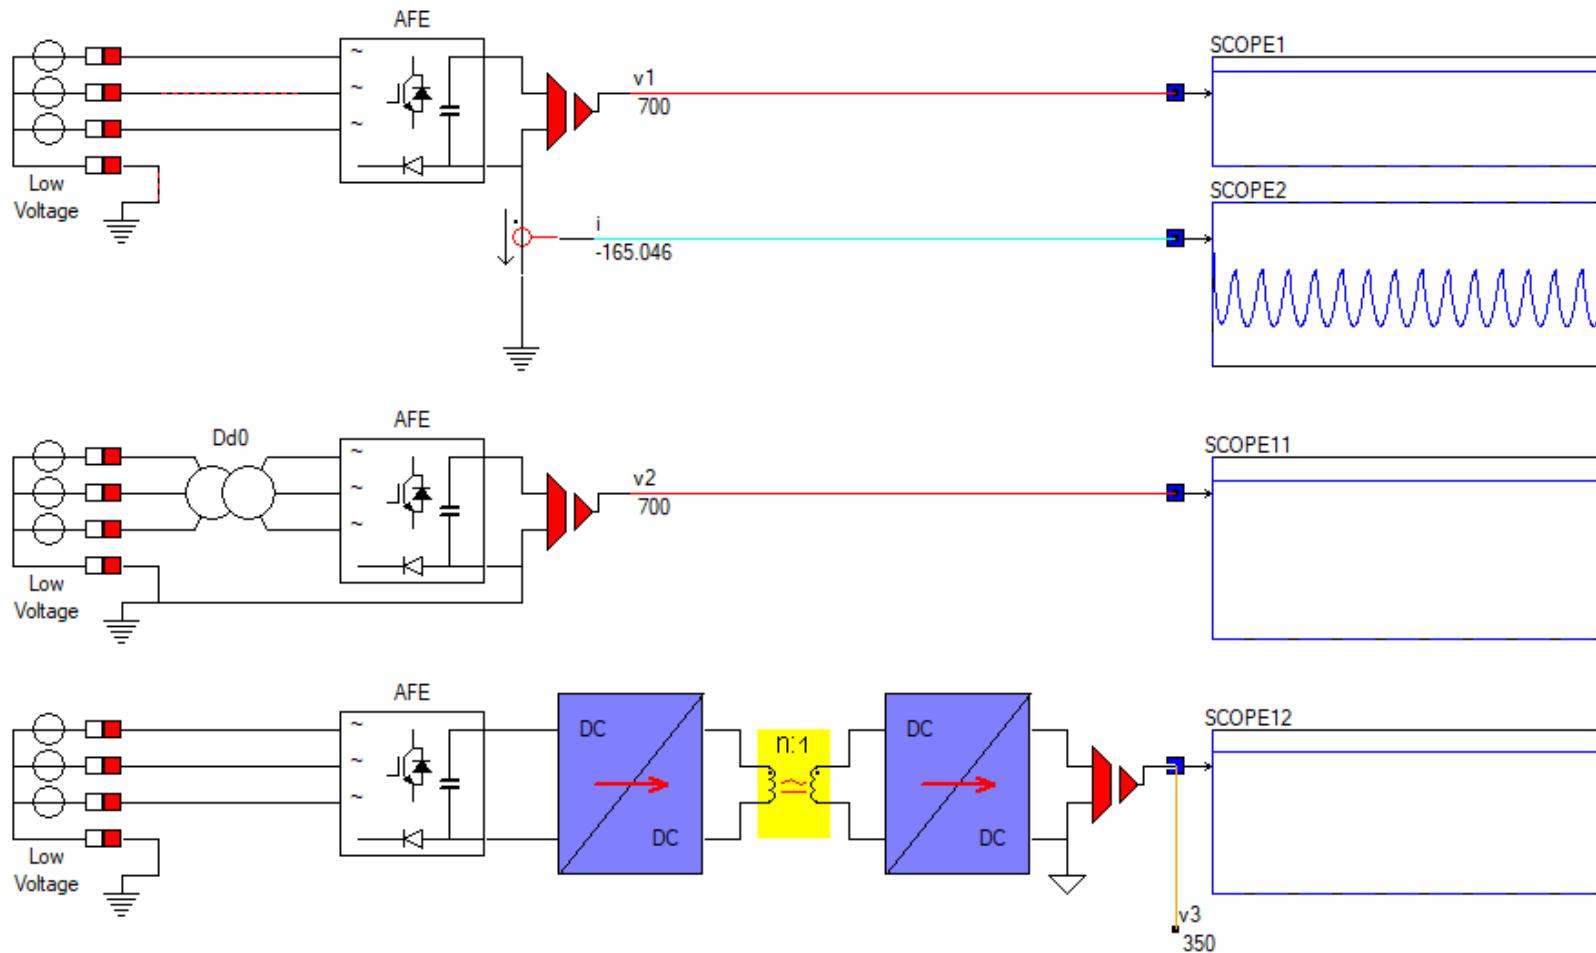 AFE
SCOPE1
~
~
~
v1
700
Low
Voltage
SCOPE2
i
-165.046
AFE
Dd0
SCOPE11
~
~
~
v2
700
Low
Voltage
AFE
SCOPE12
~
~
~
DC
DC
n:1
DC
DC
Low
Voltage
v3
350